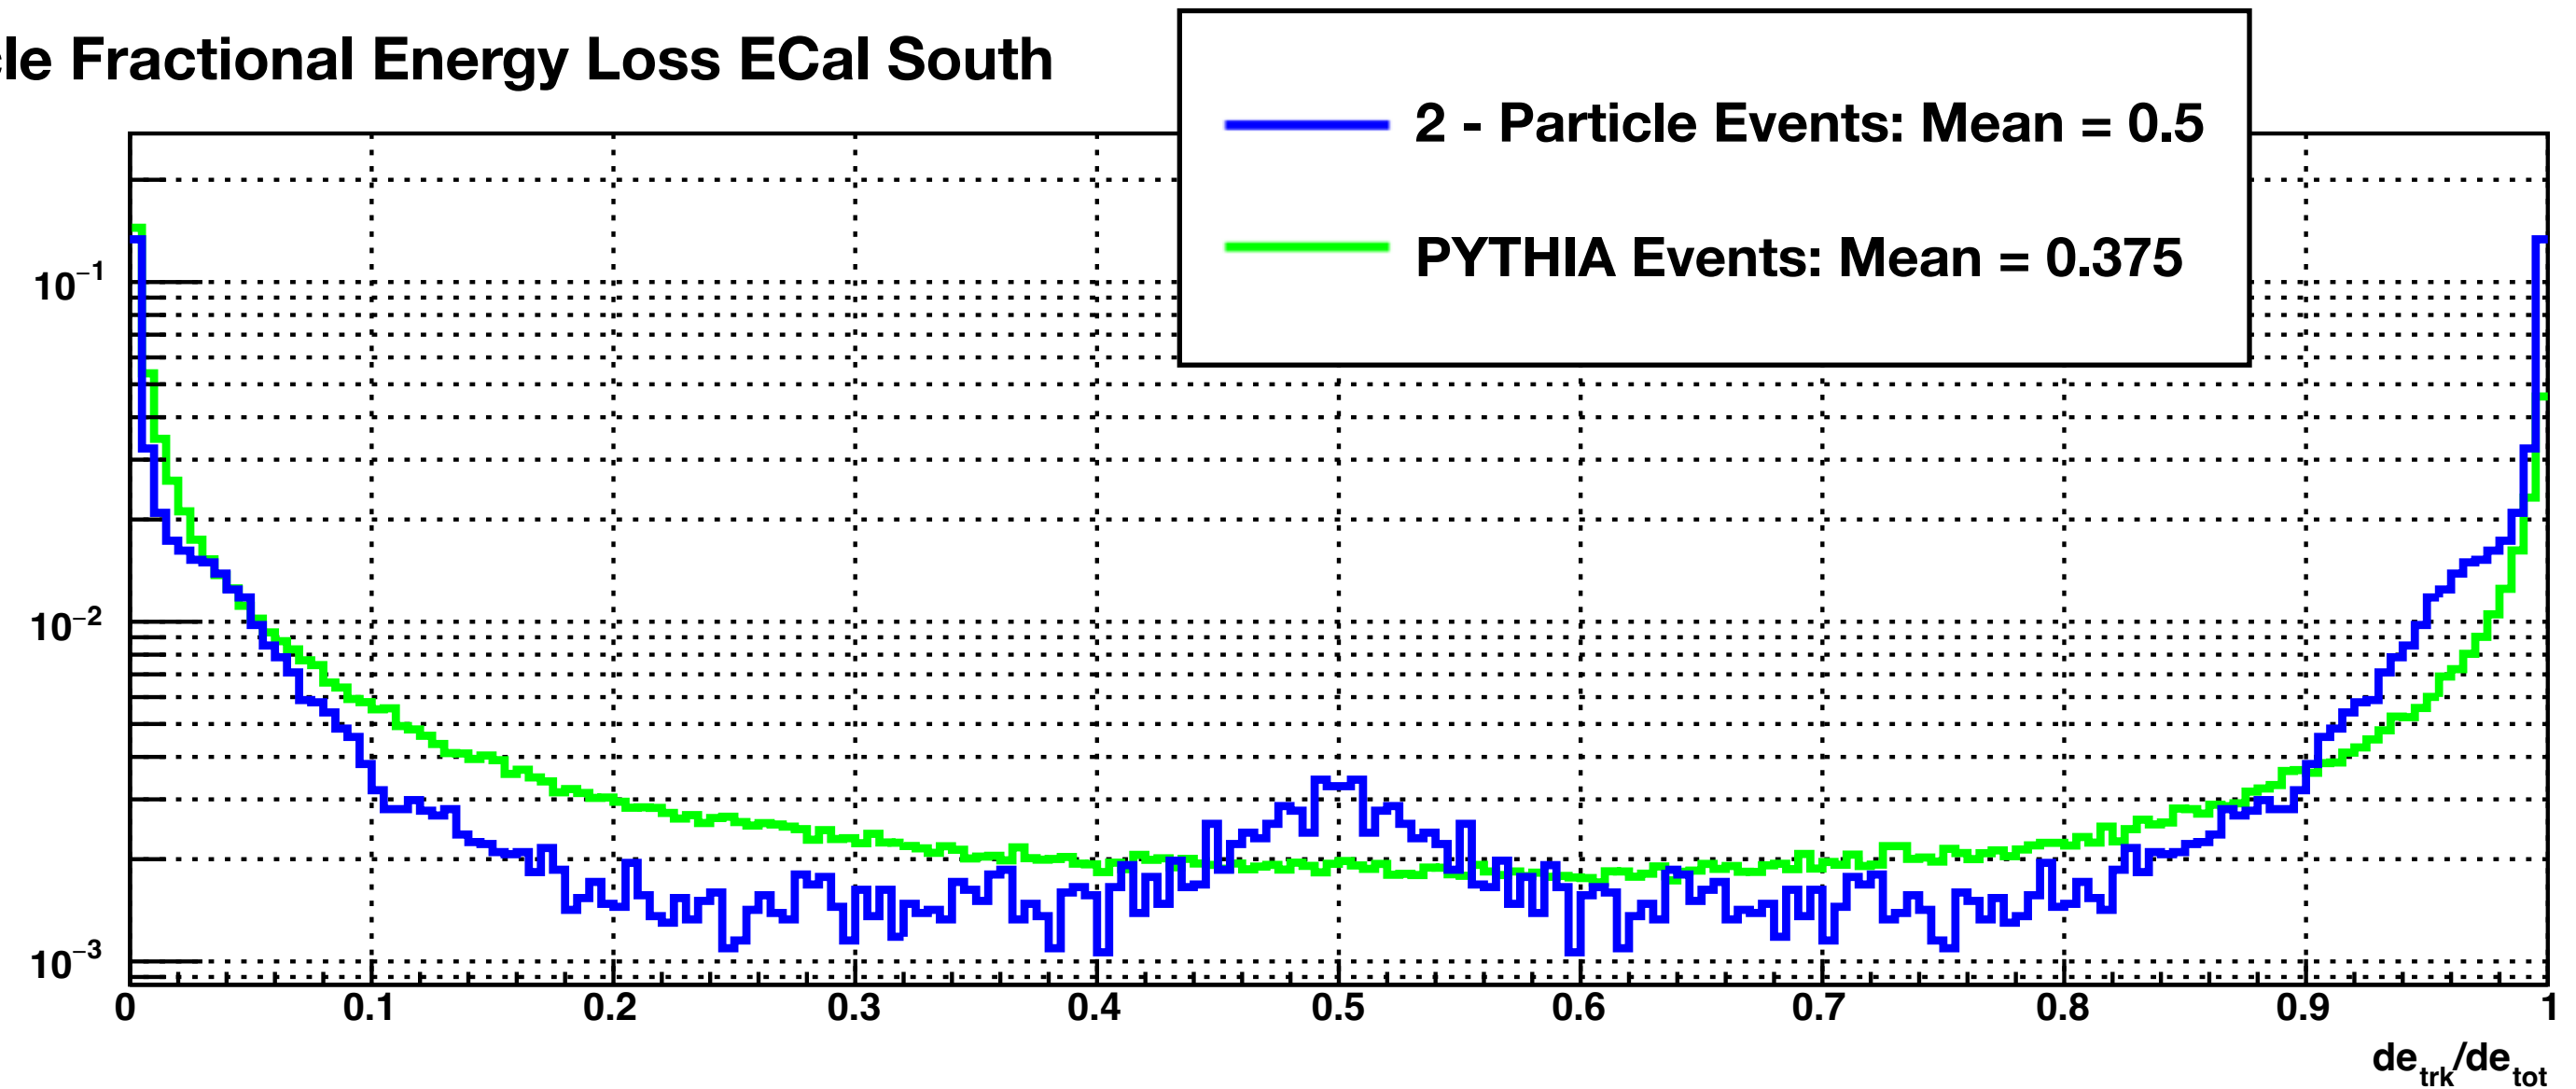 cle Fractional Energy Loss ECal South
2 - Particle Events: Mean = 0.5
PYTHIA Events: Mean = 0.375
10⁻¹
10⁻²
10⁻³
0 0.1 0.2 0.3 0.4 0.5 0.6 0.7 0.8 0.9 1
de_trk/de_tot